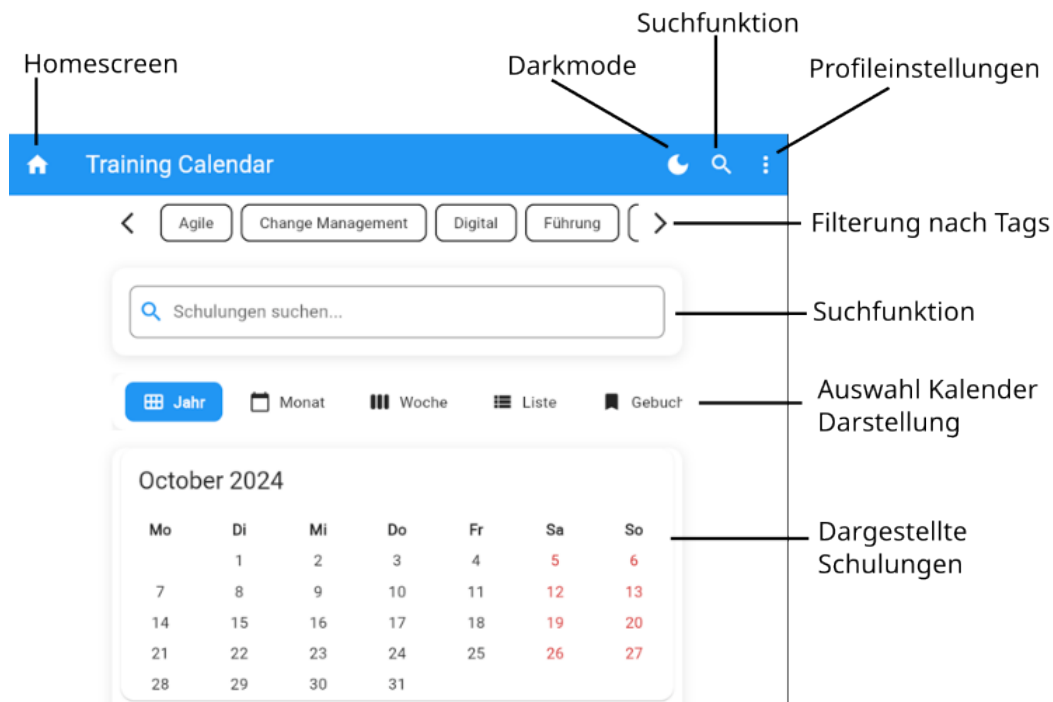 Suchfunktion
Homescreen
Darkmode
Profileinstellungen
Training Calendar
Agile
Change Management
Digital
Führung
Filterung nach Tags
Schulungen suchen...
Suchfunktion
Jahr
Monat
Woche
Liste
Gebuch
Auswahl Kalender
Darstellung
October 2024
Mo Di Mi Do Fr Sa So
Dargestellte
Schulungen
1 2 3 4 5 6
7 8 9 10 11 12 13
14 15 16 17 18 19 20
21 22 23 24 25 26 27
28 29 30 31